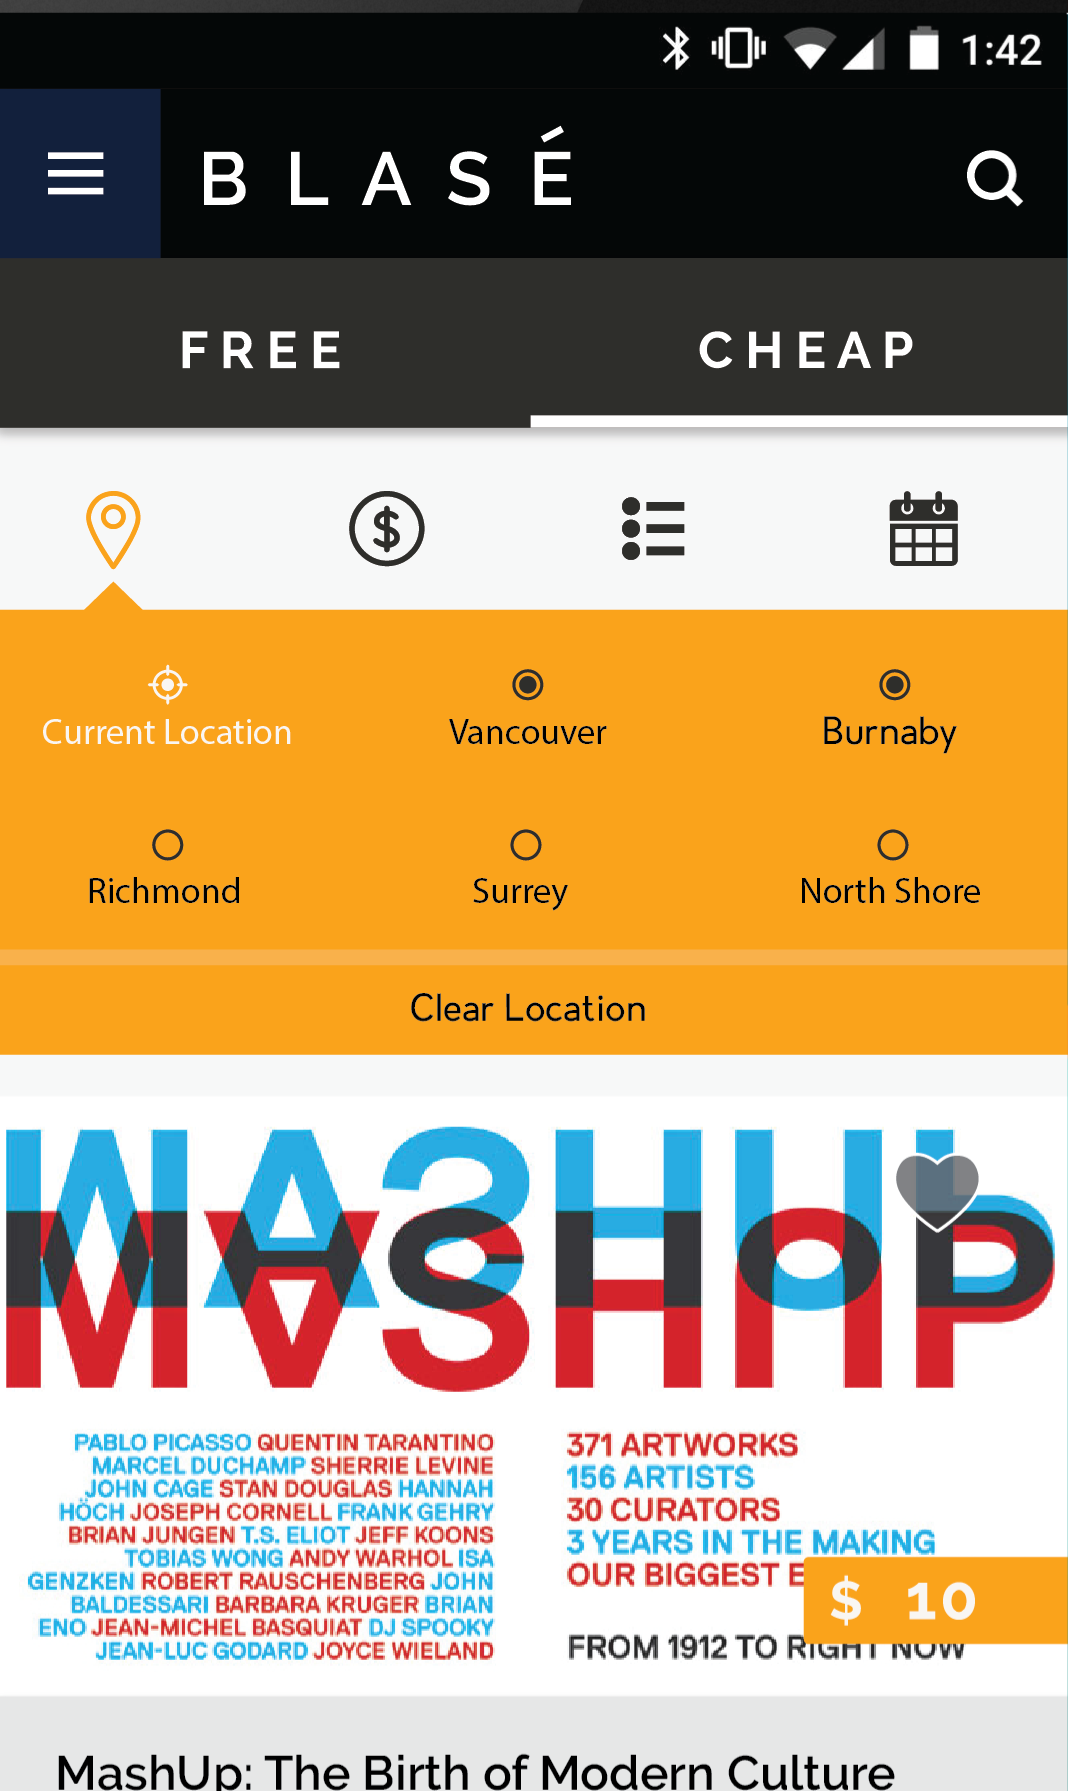 1:42
BLASÉ
FREE
CHEAP
Current Location
Vancouver
Burnaby
Richmond
Surrey
North Shore
Clear Location
MASHUP
PABLO PICASSO QUENTIN TARANTINO
MARCEL DUCHAMP SHERRIE LEVINE
JOHN CAGE STAN DOUGLAS HANNAH
HÖCH JOSEPH CORNELL FRANK GEHRY
BRIAN JUNGEN T.S. ELIOT JEFF KOONS
TOBIAS WONG ANDY WARHOL ISA
GENZKEN ROBERT RAUSCHENBERG JOHN
BALDESSARI BARBARA KRUGER BRIAN
ENO JEAN-MICHEL BASQUIAT DJ SPOOKY
JEAN-LUC GODARD JOYCE WIELAND
371 ARTWORKS
156 ARTISTS
30 CURATORS
3 YEARS IN THE MAKING
OUR BIGGEST
$ 10
FROM 1912 TO RIGHT NOW
MashUp: The Birth of Modern Culture